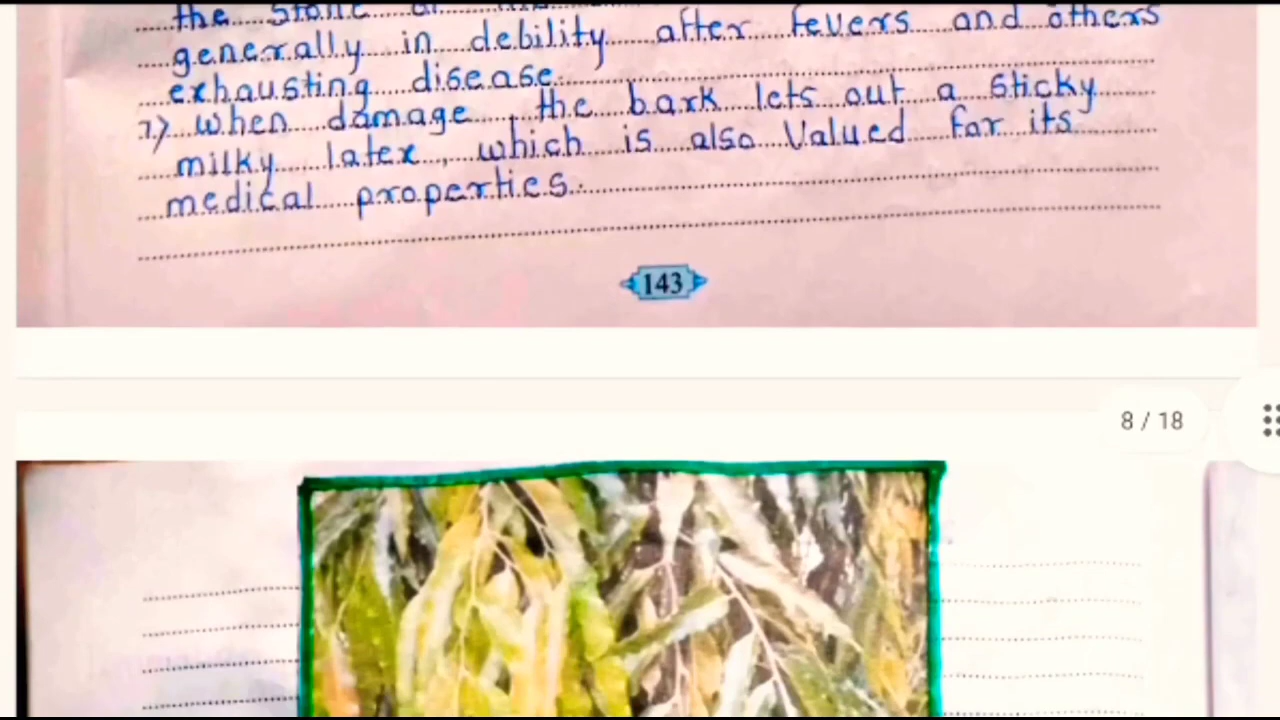 the
generally in debility after fevers and others
exhausting disease.
7) when damage, the bark lets out a sticky
milky latex, which is also Valued for its
medical properties.
143
8 / 18